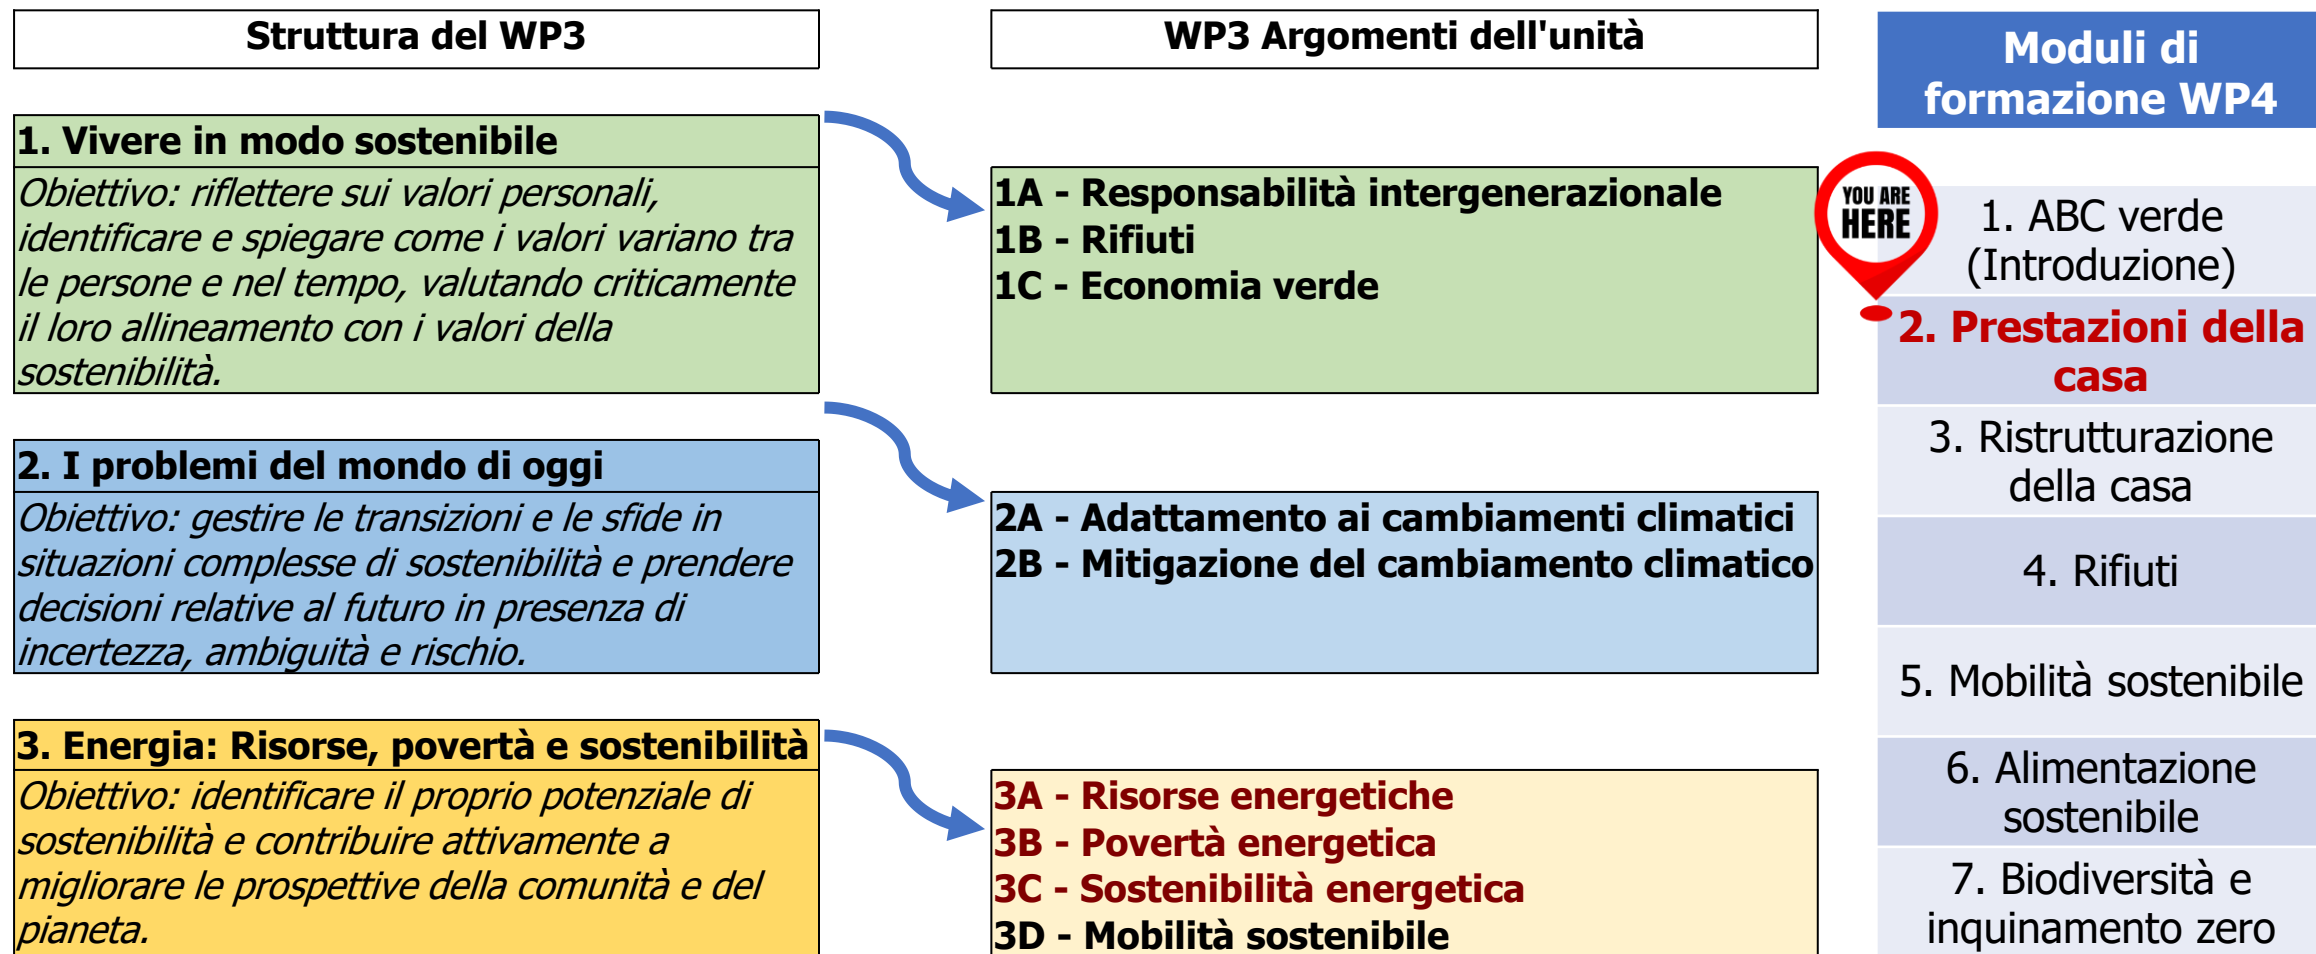 Struttura del WP3
1. Vivere in modo sostenibile
Obiettivo: riflettere sui valori personali,
identificare e spiegare come i valori variano tra
le persone e nel tempo, valutando criticamente
il loro allineamento con i valori della
sostenibilità.
2. I problemi del mondo di oggi
Obiettivo: gestire le transizioni e le sfide in
situazioni complesse di sostenibilità e prendere
decisioni relative al futuro in presenza di
incertezza, ambiguità e rischio.
3. Energia: Risorse, povertà e sostenibilità
Obiettivo: identificare il proprio potenziale di
sostenibilità e contribuire attivamente a
migliorare le prospettive della comunità e del
pianeta.
WP3 Argomenti dell'unità
1A - Responsabilità intergenerazionale
1B - Rifiuti
1C - Economia verde
2A - Adattamento ai cambiamenti climatici
2B - Mitigazione del cambiamento climatico
3A - Risorse energetiche
3B - Povertà energetica
3C - Sostenibilità energetica
3D - Mobilità sostenibile
Moduli di
formazione WP4
YOU ARE
HERE
1. ABC verde
(Introduzione)
2. Prestazioni della
casa
3. Ristrutturazione
della casa
4. Rifiuti
5. Mobilità sostenibile
6. Alimentazione
sostenibile
7. Biodiversità e
inquinamento zero